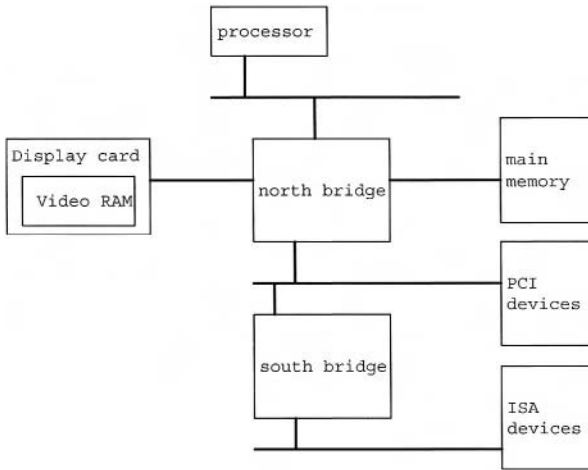 processor
Display card
Video RAM
north bridge
main
memory
PCI
devices
south bridge
ISA
devices